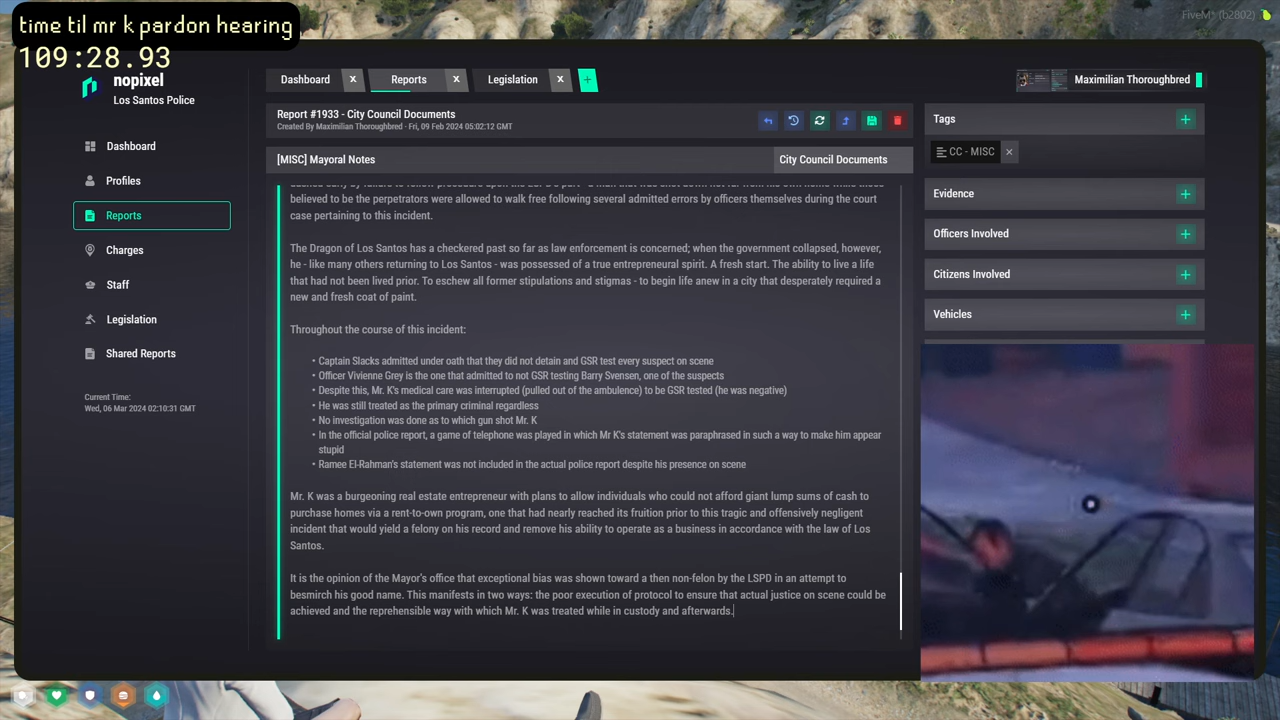 time til mr k pardon hearing
109:28.93
FiveM® (b2802)
nopixel
Los Santos Police
Dashboard x
Reports x
Legislation x
+
Maximilian Thoroughbred
Report #1933 - City Council Documents
Created By Maximilian Thoroughbred · Fri, 09 Feb 2024 05:02:12 GMT
[MISC] Mayoral Notes
City Council Documents
Dashboard
Profiles
Reports
Charges
Staff
Legislation
Shared Reports
Current Time:
Wed, 06 Mar 2024 02:10:31 GMT
believed to be the perpetrators were allowed to walk free following several admitted errors by officers themselves during the court
case pertaining to this incident.
The Dragon of Los Santos has a checkered past so far as law enforcement is concerned; when the government collapsed, however,
he - like many others returning to Los Santos - was possessed of a true entrepreneural spirit. A fresh start. The ability to live a life
that had not been lived prior. To eschew all former stipulations and stigmas - to begin life anew in a city that desperately required a
new and fresh coat of paint.
Throughout the course of this incident:
• Captain Slacks admitted under oath that they did not detain and GSR test every suspect on scene
• Officer Vivienne Grey is the one that admitted to not GSR testing Barry Svensen, one of the suspects
• Despite this, Mr. K's medical care was interrupted (pulled out of the ambulence) to be GSR tested (he was negative)
• He was still treated as the primary criminal regardless
• No investigation was done as to which gun shot Mr. K
• In the official police report, a game of telephone was played in which Mr K's statement was paraphrased in such a way to make him appear
stupid
• Ramee El-Rahman's statement was not included in the actual police report despite his presence on scene
Mr. K was a burgeoning real estate entrepreneur with plans to allow individuals who could not afford giant lump sums of cash to
purchase homes via a rent-to-own program, one that had nearly reached its fruition prior to this tragic and offensively negligent
incident that would yield a felony on his record and remove his ability to operate as a business in accordance with the law of Los
Santos.
It is the opinion of the Mayor's office that exceptional bias was shown toward a then non-felon by the LSPD in an attempt to
besmirch his good name. This manifests in two ways: the poor execution of protocol to ensure that actual justice on scene could be
achieved and the reprehensible way with which Mr. K was treated while in custody and afterwards.
Tags
+
CC - MISC x
Evidence
+
Officers Involved
+
Citizens Involved
+
Vehicles
+